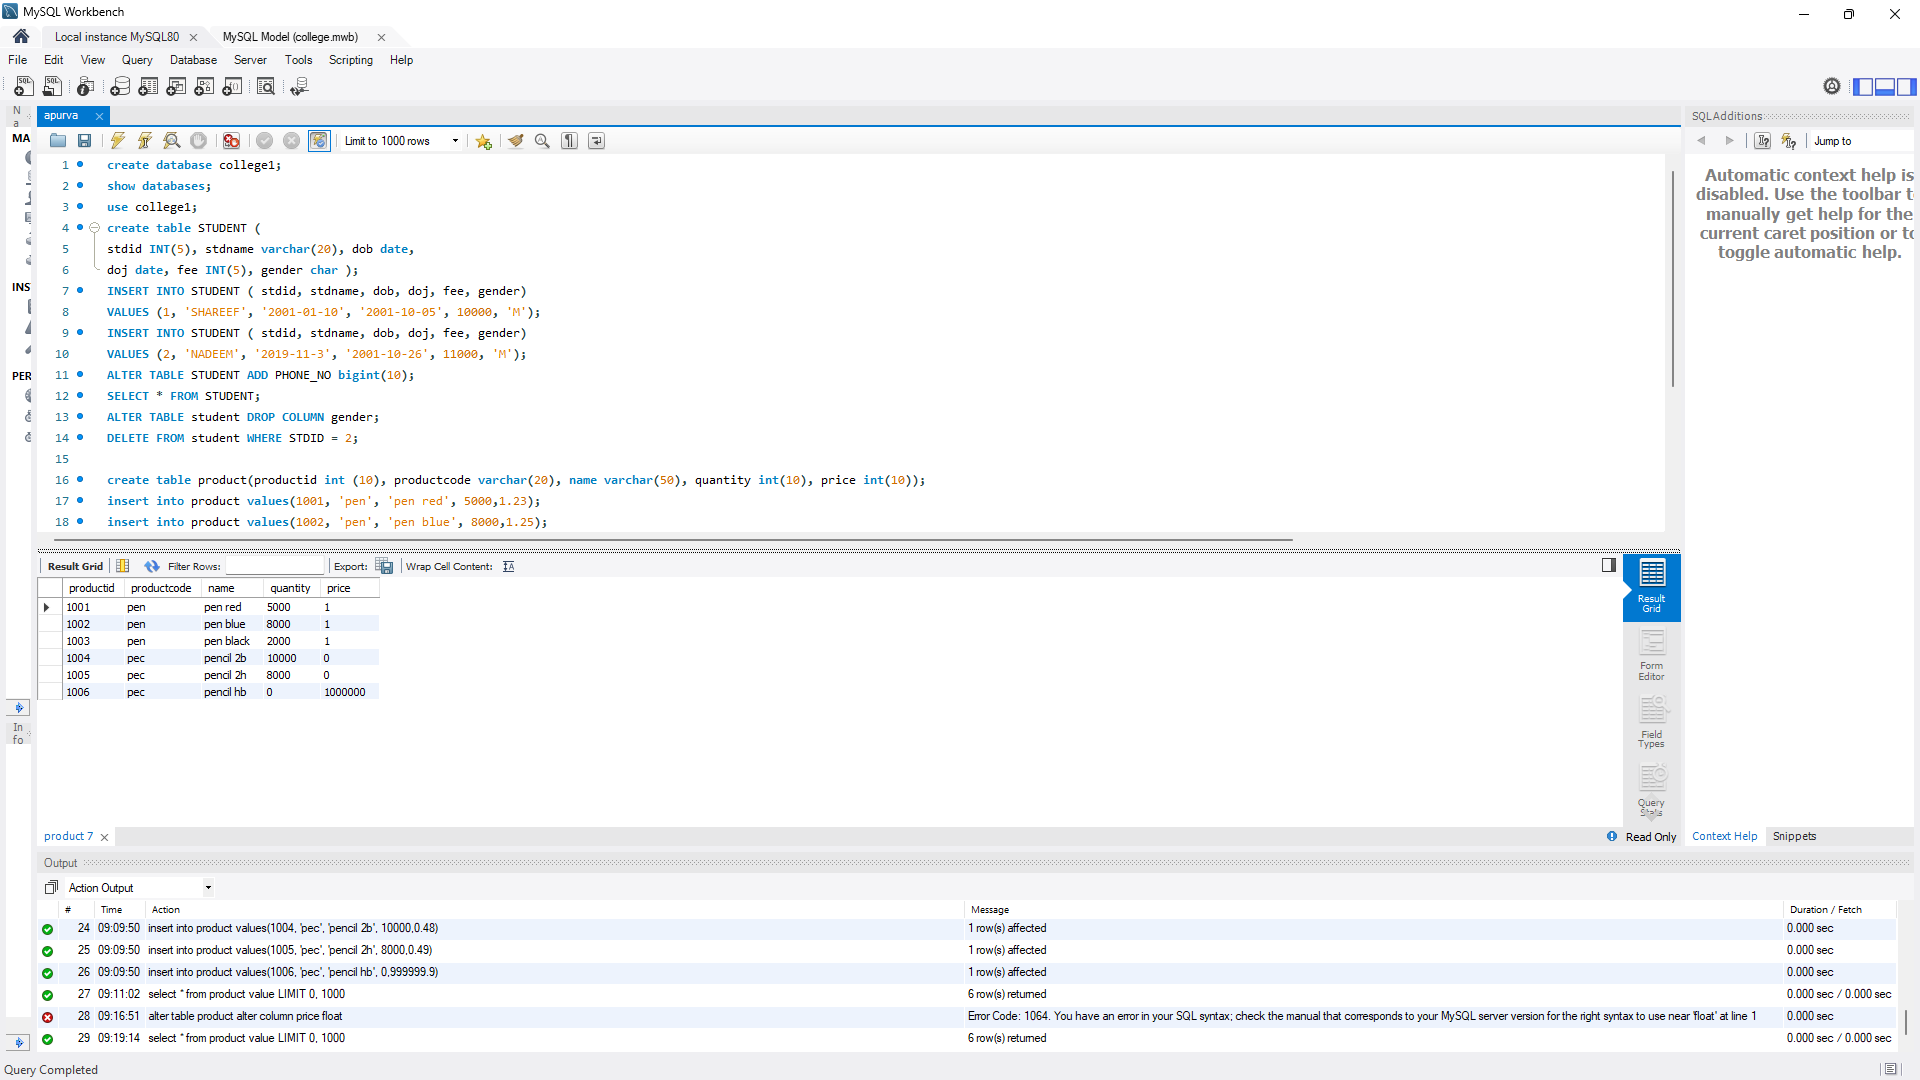 MySQL Workbench
Local instance MySQL80
MySQL Model (college.mwb)
File Edit View Query Database Server Tools Scripting Help
N
a
apurva
SQLAdditions
MA
Limit to 1000 rows
Jump to
1 create database college1;
2 show databases;
3 use college1;
4 create table STUDENT (
5 stdid INT(5), stdname varchar(20), dob date,
6 doj date, fee INT(5), gender char );
7 INSERT INTO STUDENT ( stdid, stdname, dob, doj, fee, gender)
8 VALUES (1, 'SHAREEF', '2001-01-10', '2001-10-05', 10000, 'M');
9 INSERT INTO STUDENT ( stdid, stdname, dob, doj, fee, gender)
10 VALUES (2, 'NADEEM', '2019-11-3', '2001-10-26', 11000, 'M');
11 ALTER TABLE STUDENT ADD PHONE_NO bigint(10);
12 SELECT * FROM STUDENT;
13 ALTER TABLE student DROP COLUMN gender;
14 DELETE FROM student WHERE STDID = 2;
15
16 create table product(productid int (10), productcode varchar(20), name varchar(50), quantity int(10), price int(10));
17 insert into product values(1001, 'pen', 'pen red', 5000,1.23);
18 insert into product values(1002, 'pen', 'pen blue', 8000,1.25);
INS
PER
Automatic context help is
disabled. Use the toolbar t
manually get help for the
current caret position or to
toggle automatic help.
Result Grid Filter Rows: Export: Wrap Cell Content:
productid productcode name quantity price
1001 pen pen red 5000 1
1002 pen pen blue 8000 1
1003 pen pen black 2000 1
1004 pec pencil 2b 10000 0
1005 pec pencil 2h 8000 0
1006 pec pencil hb 0 1000000
Result
Grid
Form
Editor
Field
Types
Query
Stats
In
fo
product 7
Read Only
Context Help Snippets
Output
Action Output
# Time Action Message Duration / Fetch
24 09:09:50 insert into product values(1004, 'pec', 'pencil 2b', 10000,0.48) 1 row(s) affected 0.000 sec
25 09:09:50 insert into product values(1005, 'pec', 'pencil 2h', 8000,0.49) 1 row(s) affected 0.000 sec
26 09:09:50 insert into product values(1006, 'pec', 'pencil hb', 0,999999.9) 1 row(s) affected 0.000 sec
27 09:11:02 select * from product value LIMIT 0, 1000 6 row(s) returned 0.000 sec / 0.000 sec
28 09:16:51 alter table product alter column price float Error Code: 1064. You have an error in your SQL syntax; check the manual that corresponds to your MySQL server version for the right syntax to use near 'float' at line 1 0.000 sec
29 09:19:14 select * from product value LIMIT 0, 1000 6 row(s) returned 0.000 sec / 0.000 sec
Query Completed